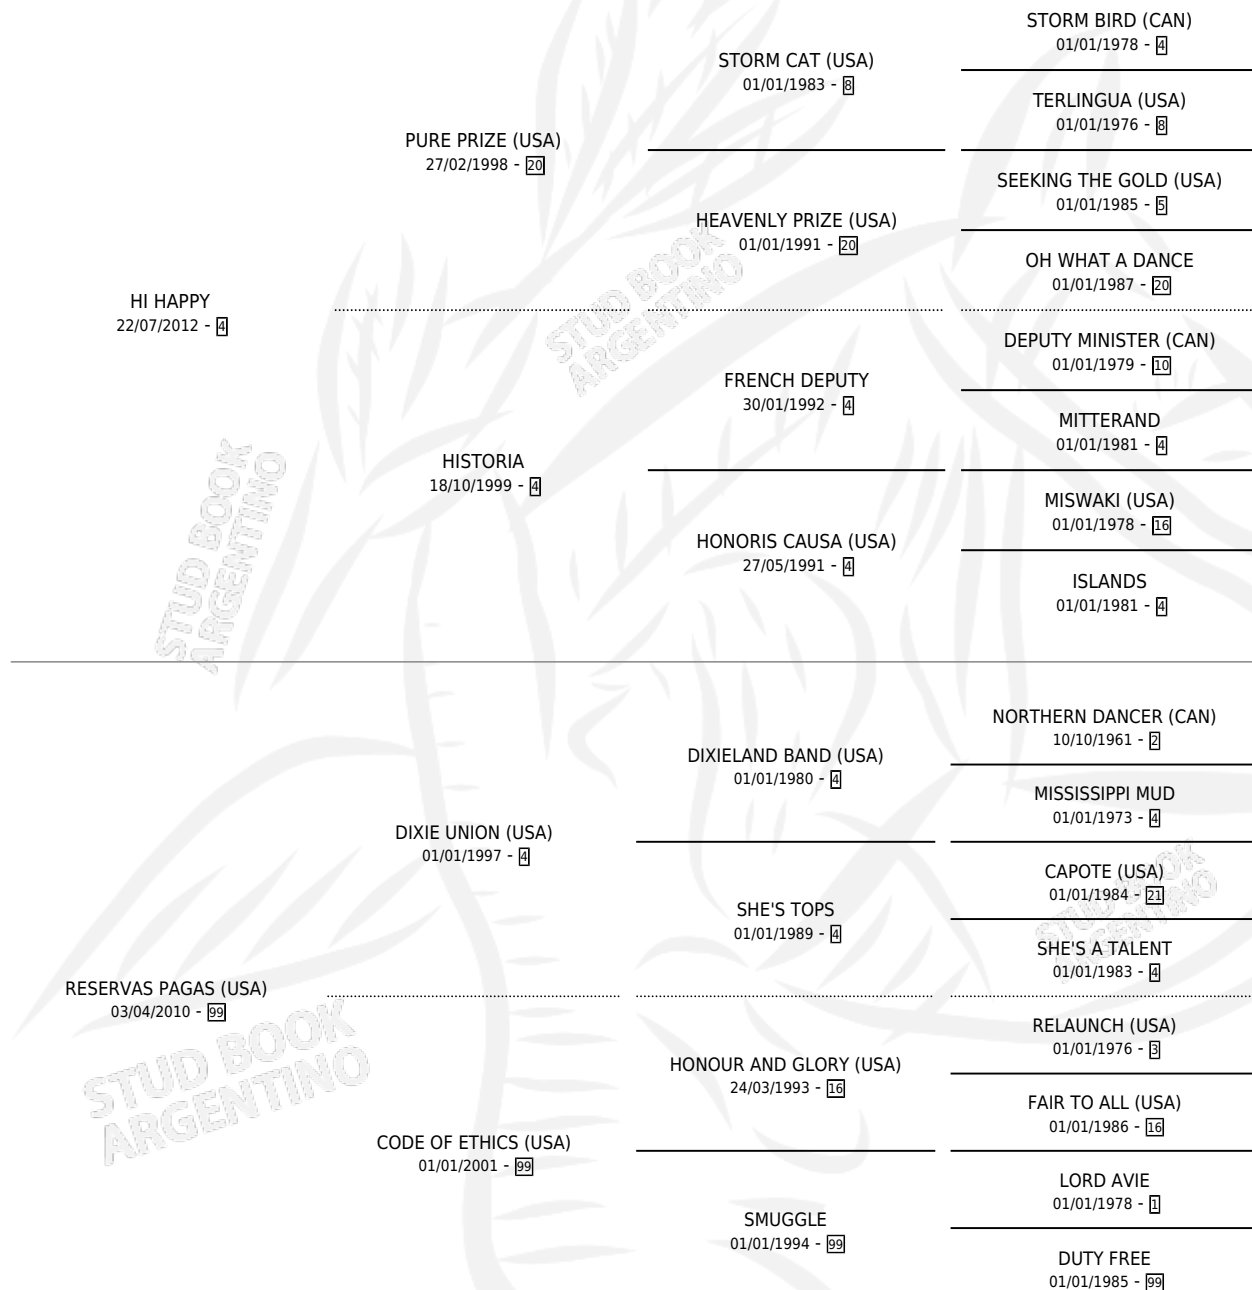 STORM BIRD (CAN)
01/01/1978 - 4
STORM CAT (USA)
01/01/1983 - 8
TERLINGUA (USA)
01/01/1976 - 8
PURE PRIZE (USA)
27/02/1998 - 20
SEEKING THE GOLD (USA)
01/01/1985 - 5
HEAVENLY PRIZE (USA)
01/01/1991 - 20
OH WHAT A DANCE
01/01/1987 - 20
HI HAPPY
22/07/2012 - 4
DEPUTY MINISTER (CAN)
01/01/1979 - 10
FRENCH DEPUTY
30/01/1992 - 4
MITTERAND
01/01/1981 - 4
HISTORIA
18/10/1999 - 4
MISWAKI (USA)
01/01/1978 - 16
HONORIS CAUSA (USA)
27/05/1991 - 4
ISLANDS
01/01/1981 - 4
NORTHERN DANCER (CAN)
10/10/1961 - 2
DIXIELAND BAND (USA)
01/01/1980 - 4
MISSISSIPPI MUD
01/01/1973 - 4
DIXIE UNION (USA)
01/01/1997 - 4
CAPOTE (USA)
01/01/1984 - 21
SHE'S TOPS
01/01/1989 - 4
SHE'S A TALENT
01/01/1983 - 4
RESERVAS PAGAS (USA)
03/04/2010 - 99
RELAUNCH (USA)
01/01/1976 - 3
HONOUR AND GLORY (USA)
24/03/1993 - 16
FAIR TO ALL (USA)
01/01/1986 - 16
CODE OF ETHICS (USA)
01/01/2001 - 99
LORD AVIE
01/01/1978 - 1
SMUGGLE
01/01/1994 - 99
DUTY FREE
01/01/1985 - 99
STUD BOOK
ARGENTINO
STUD BOOK
ARGENTINO
STUD BOOK
ARGENTINO
STUD BOOK
ARGENTINO